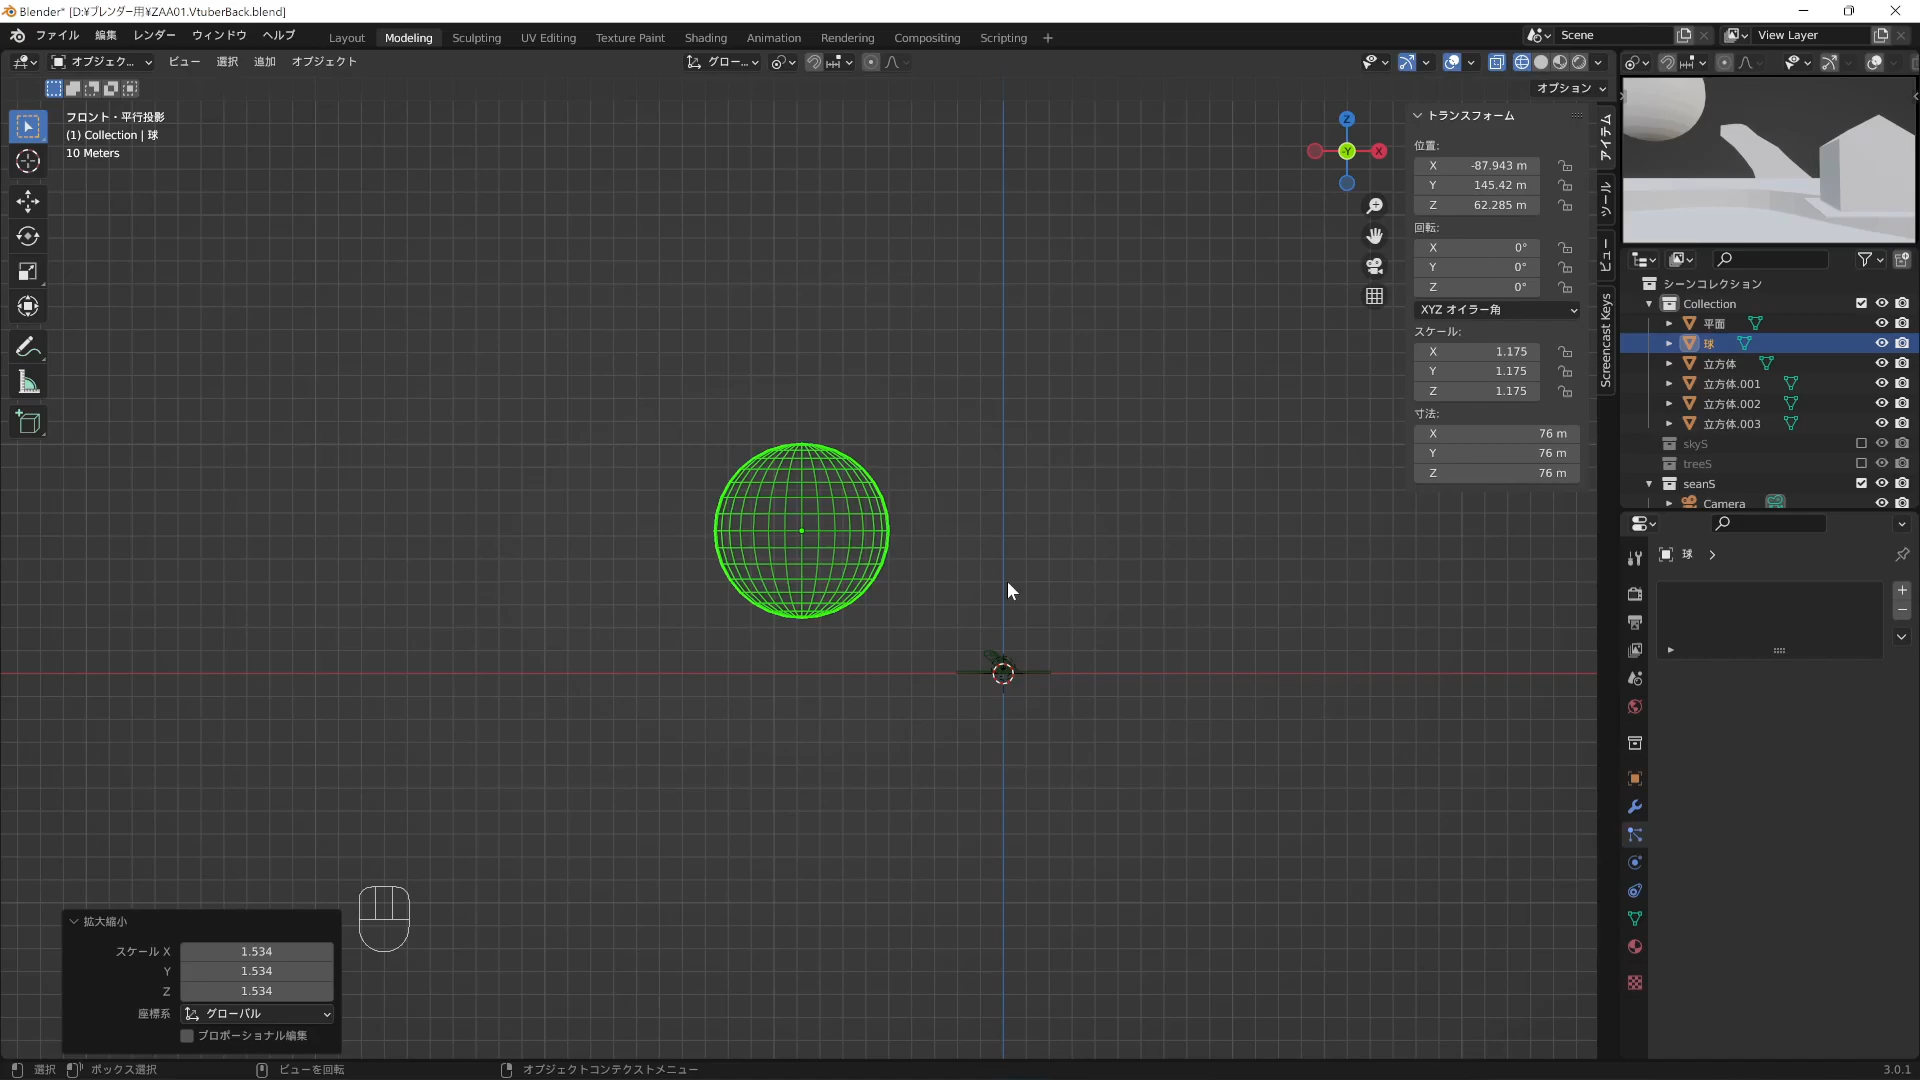 Blender* [D:¥ブレンダー用¥ZAA01.VtuberBack.blend]
ファイル 編集 レンダー ウィンドウ ヘルプ Layout Modeling Sculpting UV Editing Texture Paint Shading Animation Rendering Compositing Scripting + Scene View Layer
オブジェク... ビュー 選択 追加 オブジェクト グロー...
オプション
フロント・平行投影
(1) Collection | 球
10 Meters
Z
X
-Y
トランスフォーム
位置:
X -87.943 m
Y 145.42 m
Z 62.285 m
回転:
X 0°
Y 0°
Z 0°
XYZ オイラー角
スケール:
X 1.175
Y 1.175
Z 1.175
寸法:
X 76 m
Y 76 m
Z 76 m
アイテム
ツール
ビュー
Screencast Keys
シーンコレクション
Collection
平面
球
立方体
立方体.001
立方体.002
立方体.003
skyS
treeS
seanS
Camera
球
拡大縮小
スケール X 1.534
Y 1.534
Z 1.534
座標系 グローバル
プロポーショナル編集
選択 ボックス選択 ビューを回転 オブジェクトコンテクストメニュー 3.0.1